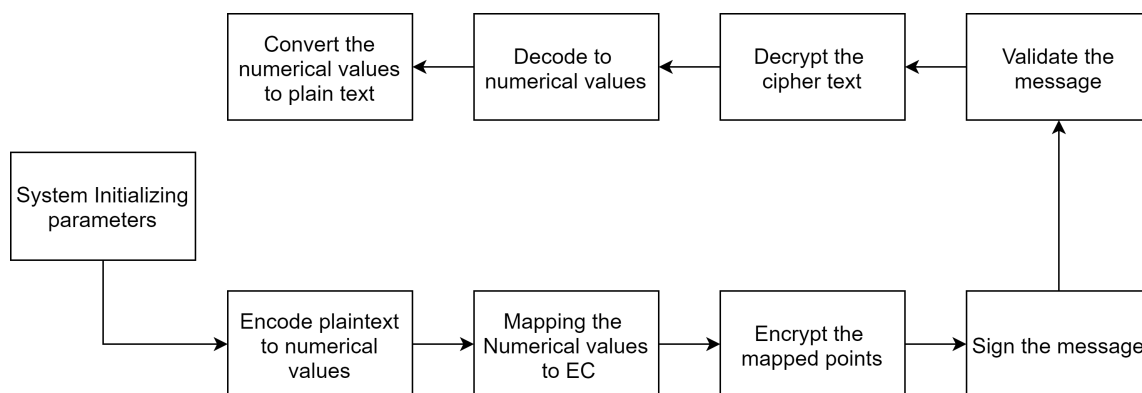 Convert the
numerical values
to plain text
Decode to
numerical values
Decrypt the
cipher text
Validate the
message
System Initializing
parameters
Encode plaintext
to numerical
values
Mapping the
Numerical values
to EC
Encrypt the
mapped points
Sign the message